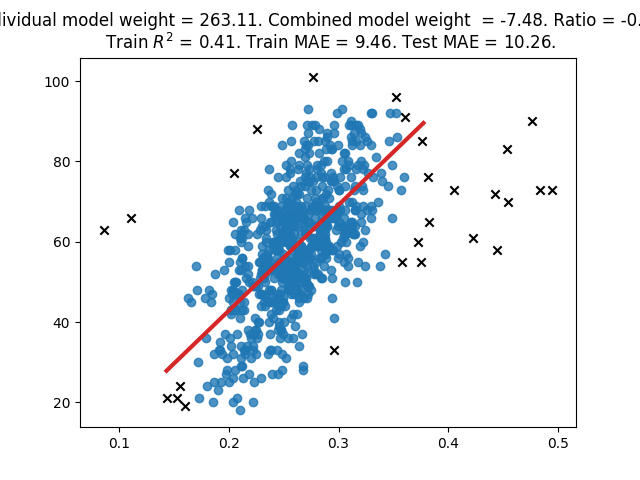 dividual model weight = 263.11. Combined model weight = -7.48. Ratio = -0.
Train R² = 0.41. Train MAE = 9.46. Test MAE = 10.26.
100
80
60
40
20
0.1 0.2 0.3 0.4 0.5